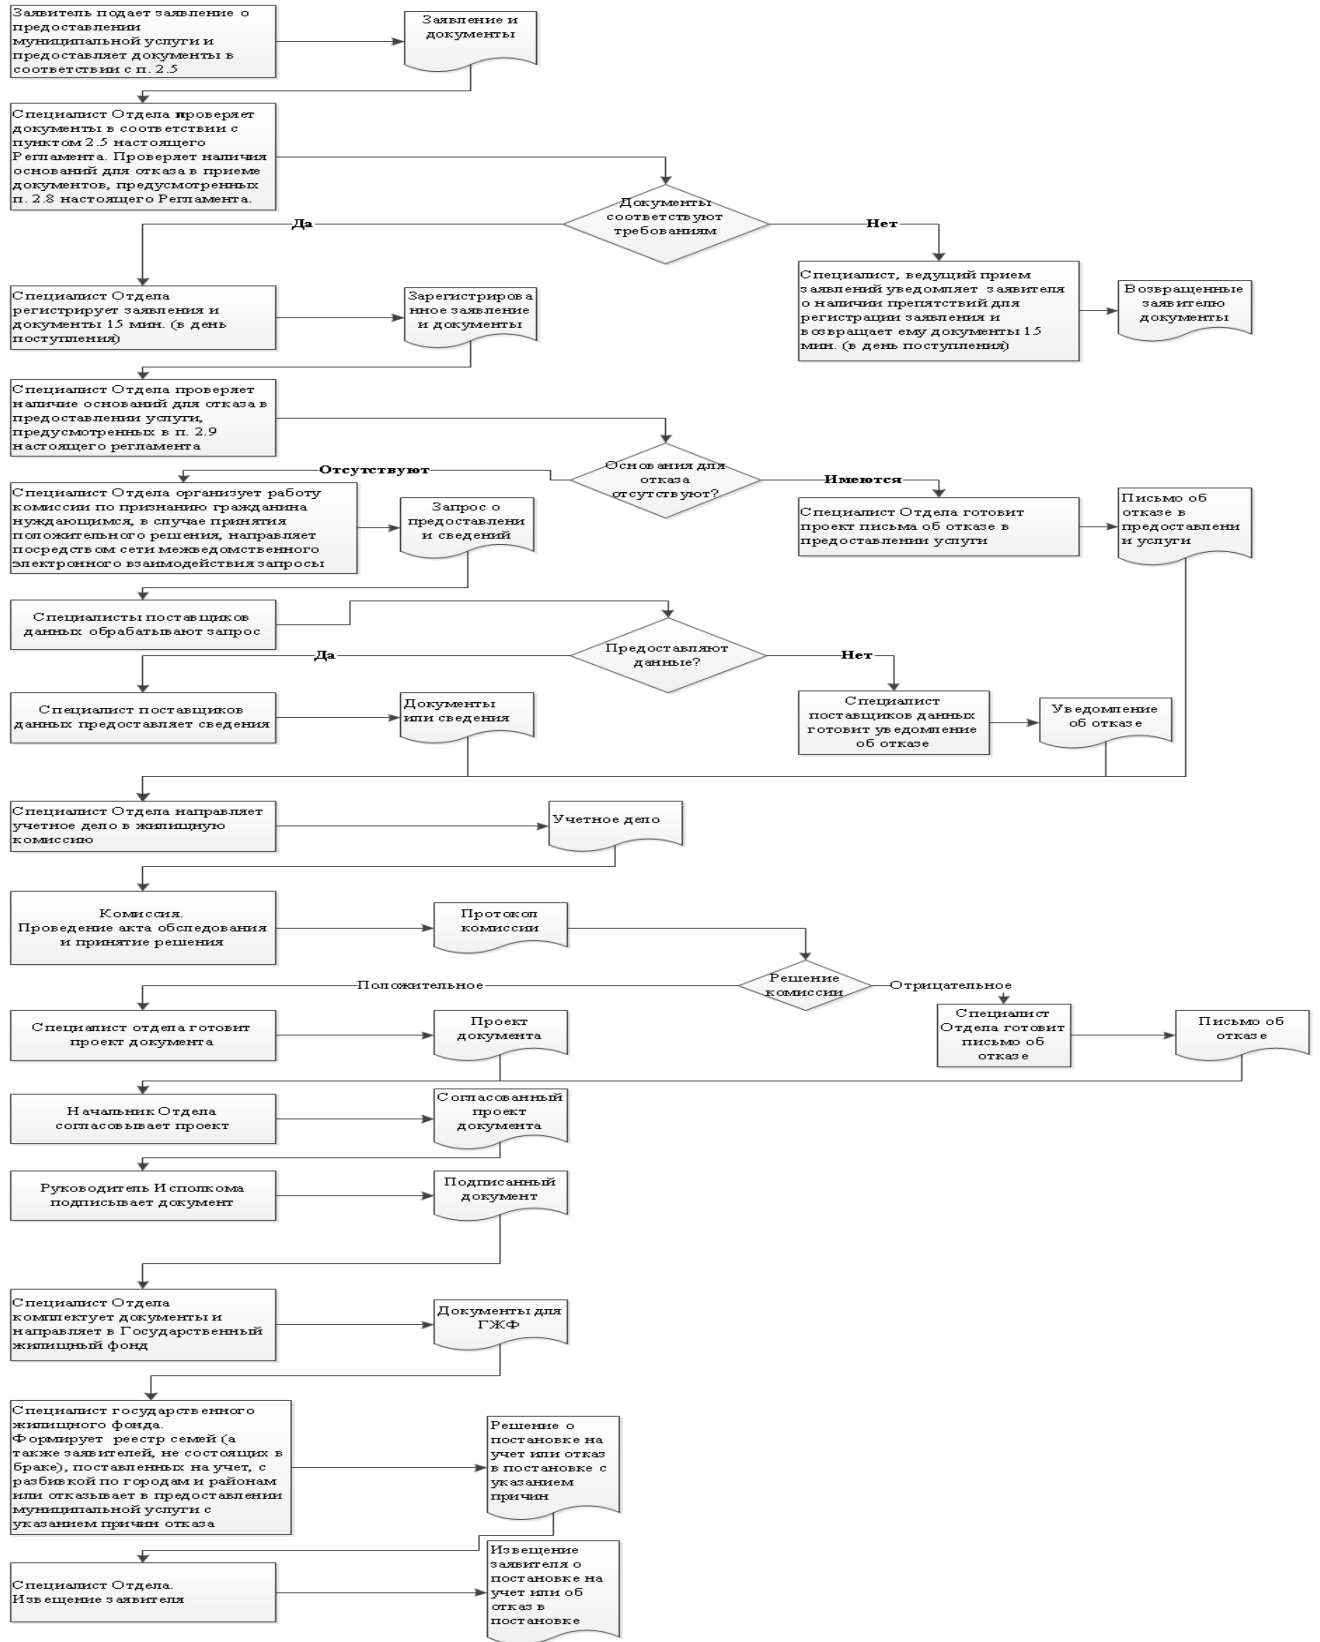 Заявитель подает заявление о
предоставлении
муниципальной услуги и
предоставляет документы в
соответствии с п. 2.5
Заявление и
документы
Специалист Отдела проверяет
документы в соответствии с
пунктом 2.5 настоящего
Регламента. Проверяет наличия
оснований для отказа в приеме
документов, предусмотренных
п. 2.8 настоящего Регламента.
Документы
соответствуют
требованиям
Да
Нет
Специалист Отдела
регистрирует заявления и
документы 15 мин. (в день
поступления)
Зарегистрирова
нное заявление
и документы
Специалист, ведущий прием
заявлений уведомляет заявителя
о наличии препятствий для
регистрации заявления и
возвращает ему документы 15
мин. (в день поступления)
Возвращенные
заявителю
документы
Специалист Отдела проверяет
наличие оснований для отказа в
предоставлении услуги,
предусмотренных в п. 2.9
настоящего регламента
Основания для
отказа
отсутствуют?
Отсутствуют
Имеются
Специалист Отдела организует работу
комиссии по признанию гражданина
нуждающимся, в случае принятия
положительного решения, направляет
посредством сети межведомственного
электронного взаимодействия запросы
Запрос о
предоставлени
и сведений
Специалист Отдела готовит
проект письма об отказе в
предоставлении услуги
Письмо об
отказе в
предоставлени
и услуги
Специалисты поставщиков
данных обрабатывают запрос
Предоставляют
данные?
Да
Нет
Специалист поставщиков
данных предоставляет сведения
Документы
или сведения
Специалист
поставщиков данных
готовит уведомление
об отказе
Уведомление
об отказе
Специалист Отдела направляет
учетное дело в жилищную
комиссию
Учетное дело
Комиссия.
Проведение акта обследования
и принятие решения
Протокол
комиссии
Решение
комиссии
Положительное
Отрицательное
Специалист отдела готовит
проект документа
Проект
документа
Специалист
Отдела готовит
письмо об
отказе
Письмо об
отказе
Начальник Отдела
согласовывает проект
Согласованный
проект
документа
Руководитель Исполкома
подписывает документ
Подписанный
документ
Специалист Отдела
комплектует документы и
направляет в Государственный
жилищный фонд
Документы для
ГЖФ
Специалист государственного
жилищного фонда.
Формирует реестр семей (а
также заявителей, не состоящих в
браке), поставленных на учет, с
разбивкой по городам и районам
или отказывает в предоставлении
муниципальной услуги с
указанием причин отказа
Решение о
постановке на
учет или отказ
в постановке с
указанием
причин
Специалист Отдела.
Извещение заявителя
Извещение
заявителя о
постановке на
учет или об
отказ в
постановке